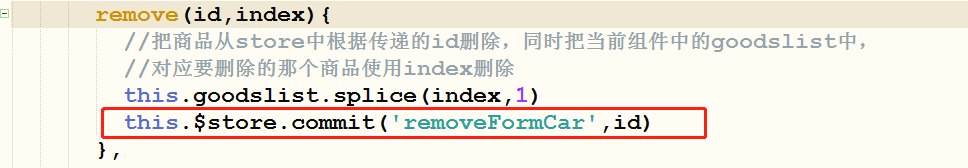 remove(id,index){
//把商品从store中根据传递的id删除，同时把当前组件中的goodslist中，
//对应要删除的那个商品使用index删除
this.goodslist.splice(index,1)
this.$store.commit('removeFormCar',id)
},